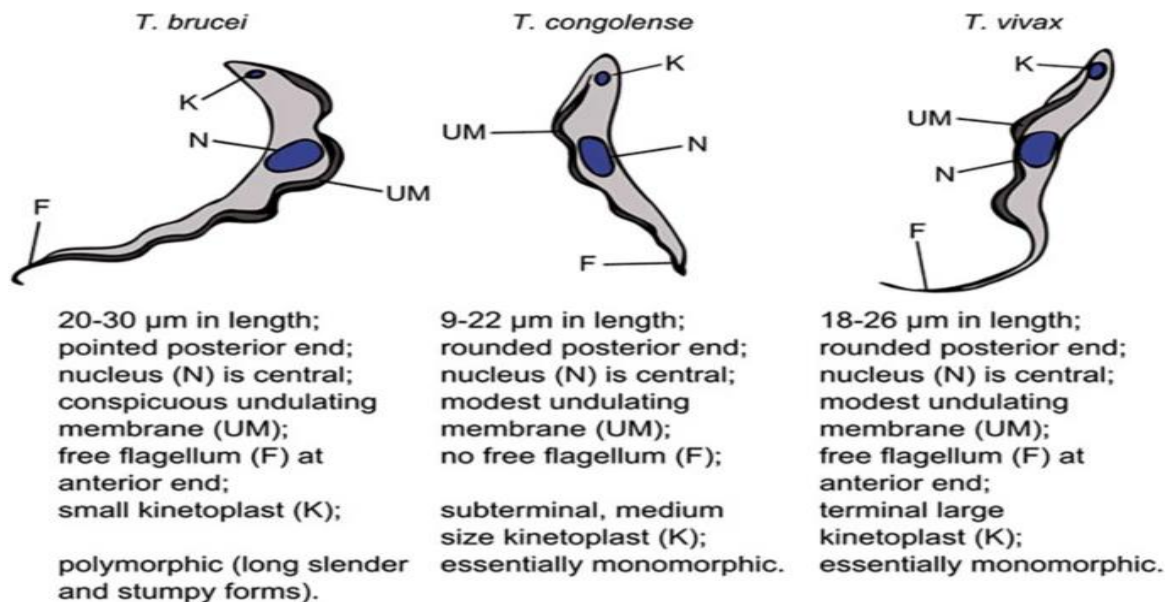 T. brucei
T. congolense
T. vivax
K
N
UM
F
K
UM
N
F
K
UM
N
F
20-30 µm in length;
pointed posterior end;
nucleus (N) is central;
conspicuous undulating
membrane (UM);
free flagellum (F) at
anterior end;
small kinetoplast (K);
polymorphic (long slender
and stumpy forms).
9-22 µm in length;
rounded posterior end;
nucleus (N) is central;
modest undulating
membrane (UM);
no free flagellum (F);
subterminal, medium
size kinetoplast (K);
essentially monomorphic.
18-26 µm in length;
rounded posterior end;
nucleus (N) is central;
modest undulating
membrane (UM);
free flagellum (F) at
anterior end;
terminal large
kinetoplast (K);
essentially monomorphic.